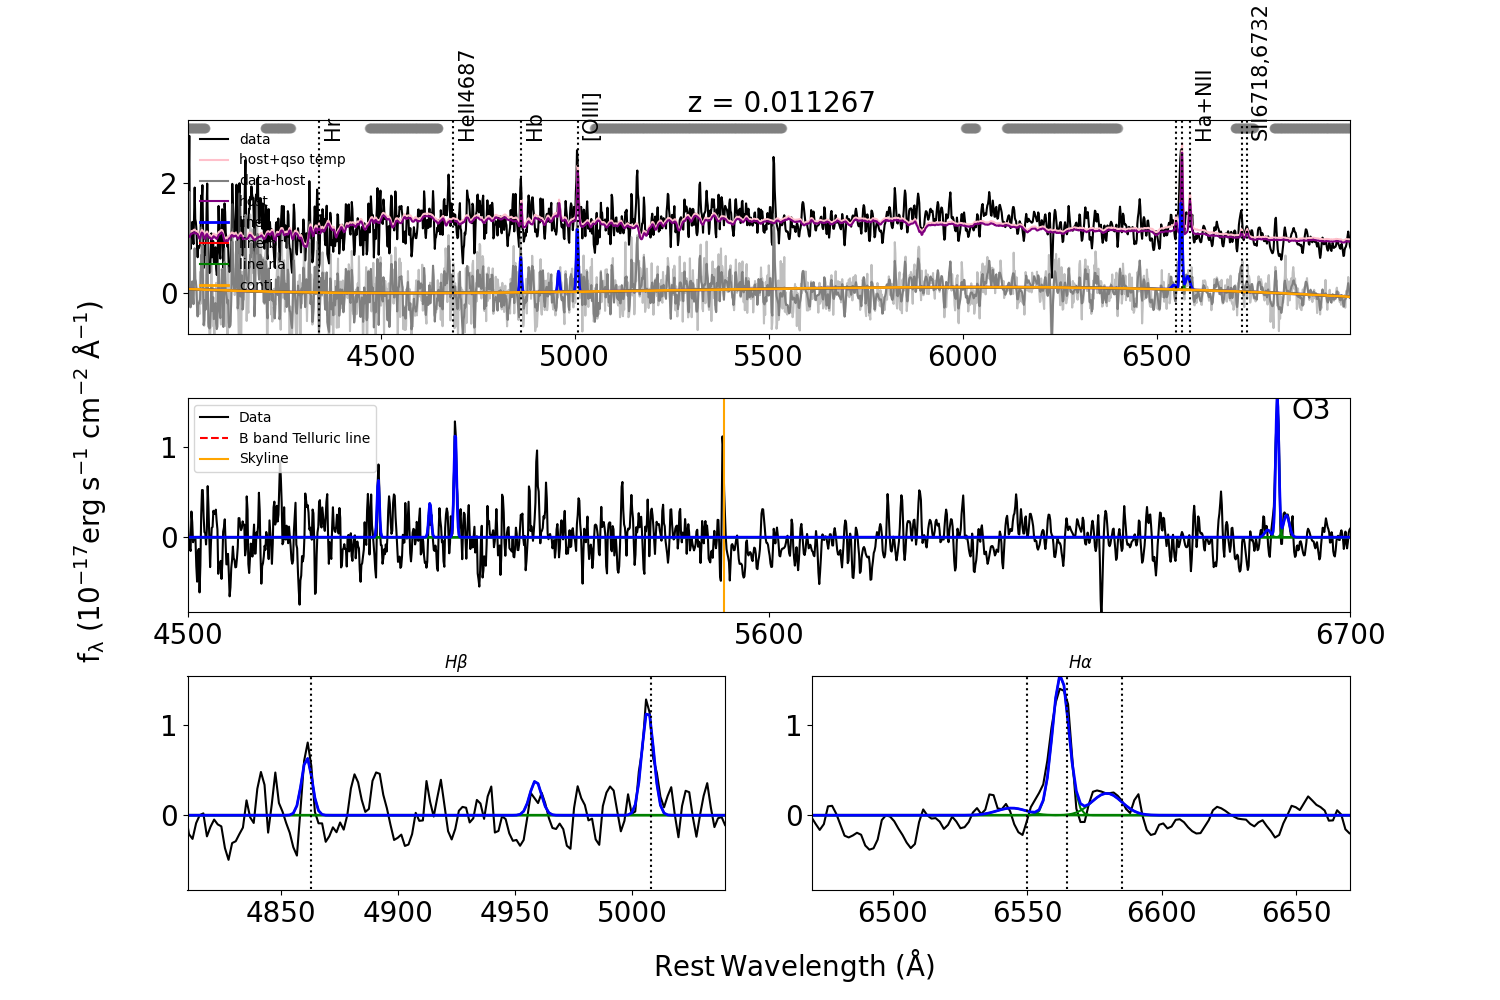 z = 0.011267
Hr
HeII4687
Hb
[OIII]
Ha+NII
SII6718,6732
data
host+qso temp
data-host
line na
conti
2
0
4500 5000 5500 6000 6500
Data
B band Telluric line
Skyline
O3
1
0
4500 5600 6700
fλ (10⁻¹⁷erg s⁻¹ cm⁻² Å⁻¹)
Hβ
1
0
4850 4900 4950 5000
Hα
1
0
6500 6550 6600 6650
Rest Wavelength (Å)